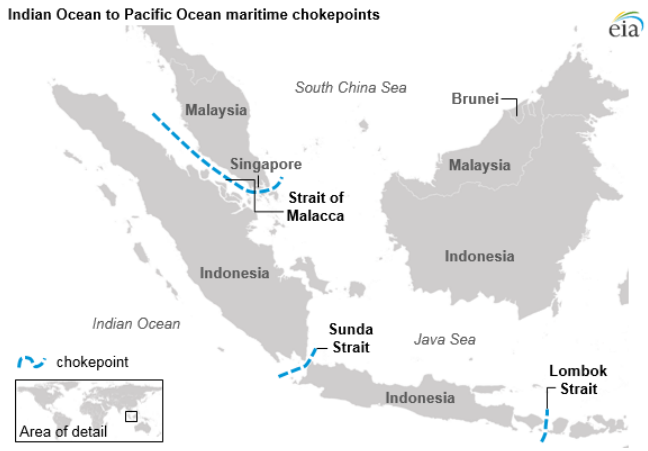 Indian Ocean to Pacific Ocean maritime chokepoints
eia
South China Sea
Brunei
Malaysia
Singapore
Malaysia
Strait of
Malacca
Indonesia
Indonesia
Indian Ocean
Sunda
Strait
Java Sea
chokepoint
Lombok
Strait
Indonesia
Area of detail